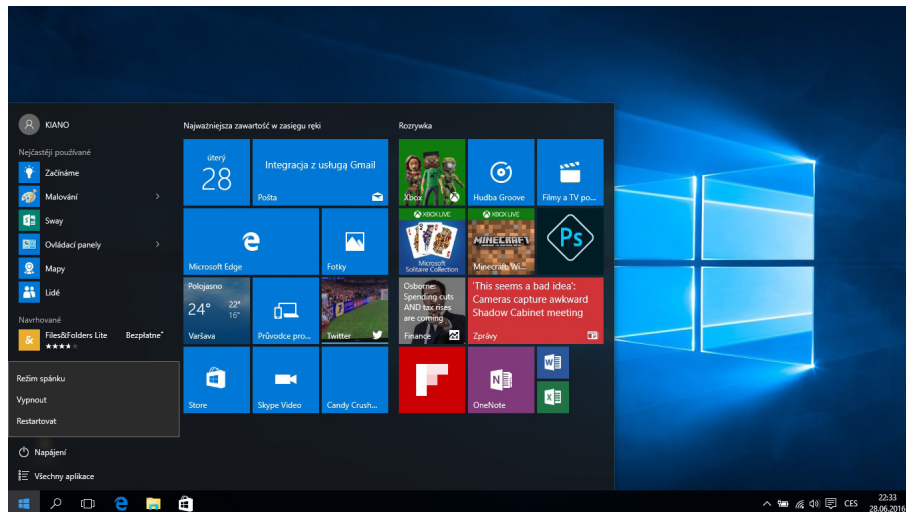 KIANO
Nejčastěji používané
Začínáme
Malování
Sway
Ovládací panely
Mapy
Lidé
Navrhované
Files&Folders Lite Bezplatne*
Režim spánku
Vypnout
Restartovat
Napájení
Všechny aplikace
Najważniejsza zawartość w zasięgu ręki
úterý
28
Integracja z usługą Gmail
Pošta
Microsoft Edge
Fotky
Polojasno
24° 22°
16°
Varšava
Průvodce pro...
Twitter
Store
Skype Video
Candy Crush...
Rozrywka
Xbox
Hudba Groove
Filmy a TV po...
XBOX LIVE
Microsoft
Solitaire Collection
XBOX LIVE
MINECRAFT
Minecraft: Wi...
Ps
Osborne:
Spending cuts
AND tax rises
are coming
Finance
'This seems a bad idea':
Cameras capture awkward
Shadow Cabinet meeting
Zprávy
N
OneNote
W
X
CES
22:33
28.06.2016